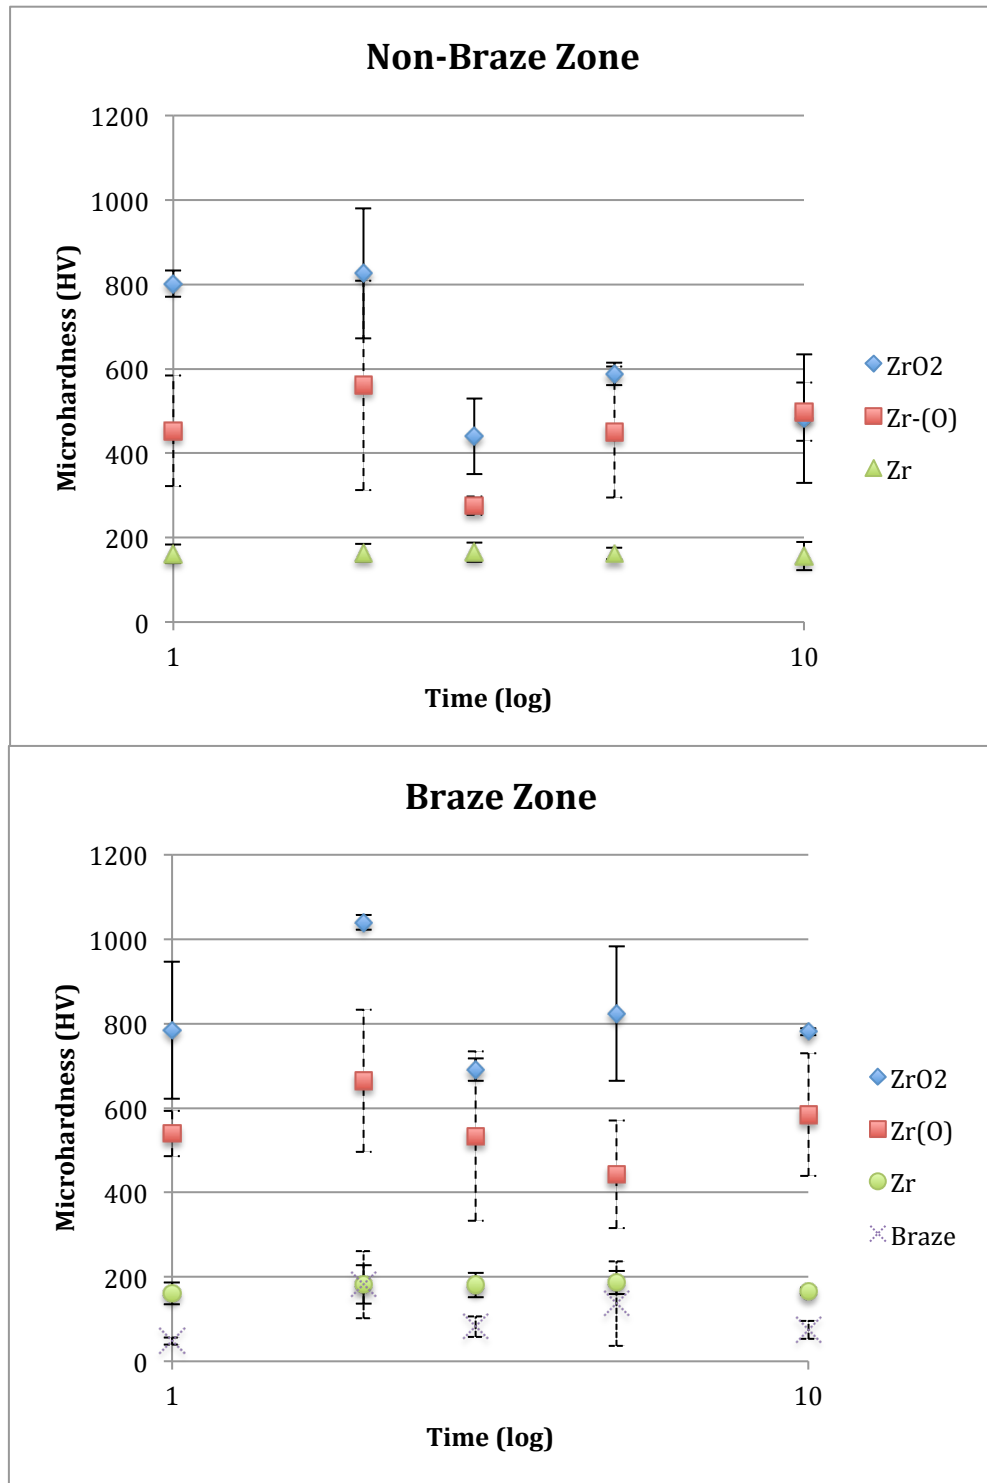 Non-Braze Zone
1200
1000
800
600
400
200
0
Microhardness (HV)
1
10
Time (log)
ZrO2
Zr-(O)
Zr
Braze Zone
1200
1000
800
600
400
200
0
Microhardness (HV)
1
10
Time (log)
ZrO2
Zr(O)
Zr
Braze